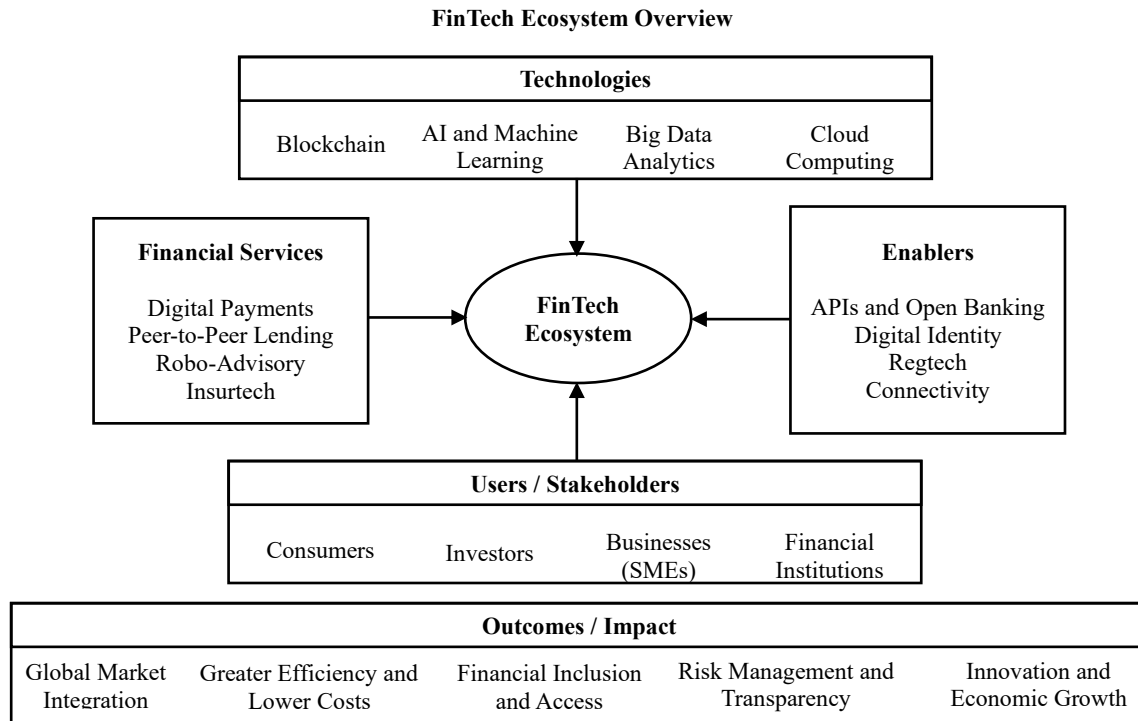 FinTech Ecosystem Overview
Technologies
Blockchain
AI and Machine
Learning
Big Data
Analytics
Cloud
Computing
Financial Services
Digital Payments
Peer-to-Peer Lending
Robo-Advisory
Insurtech
FinTech
Ecosystem
Enablers
APIs and Open Banking
Digital Identity
Regtech
Connectivity
Users / Stakeholders
Consumers
Investors
Businesses
(SMEs)
Financial
Institutions
Outcomes / Impact
Global Market
Integration
Greater Efficiency and
Lower Costs
Financial Inclusion
and Access
Risk Management and
Transparency
Innovation and
Economic Growth